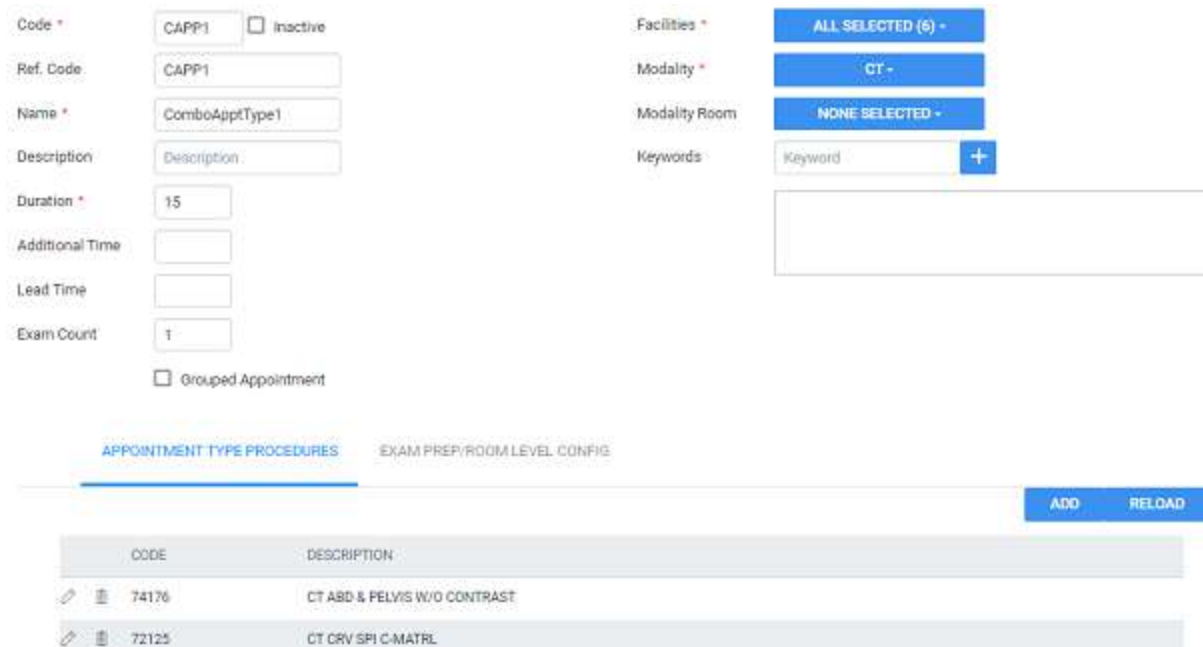 Code * CAPP1 Inactive Facilities * ALL SELECTED (6)
Ref. Code CAPP1 Modality * CT
Name * ComboApptType1 Modality Room NONE SELECTED
Description Description Keywords Keyword +
Duration * 15
Additional Time
Lead Time
Exam Count 1
Grouped Appointment
APPOINTMENT TYPE PROCEDURES EXAM PREP/ROOM LEVEL CONFIG
ADD RELOAD
CODE DESCRIPTION
74176 CT ABD & PELVIS W/O CONTRAST
72125 CT CRV SPI C-MATRL